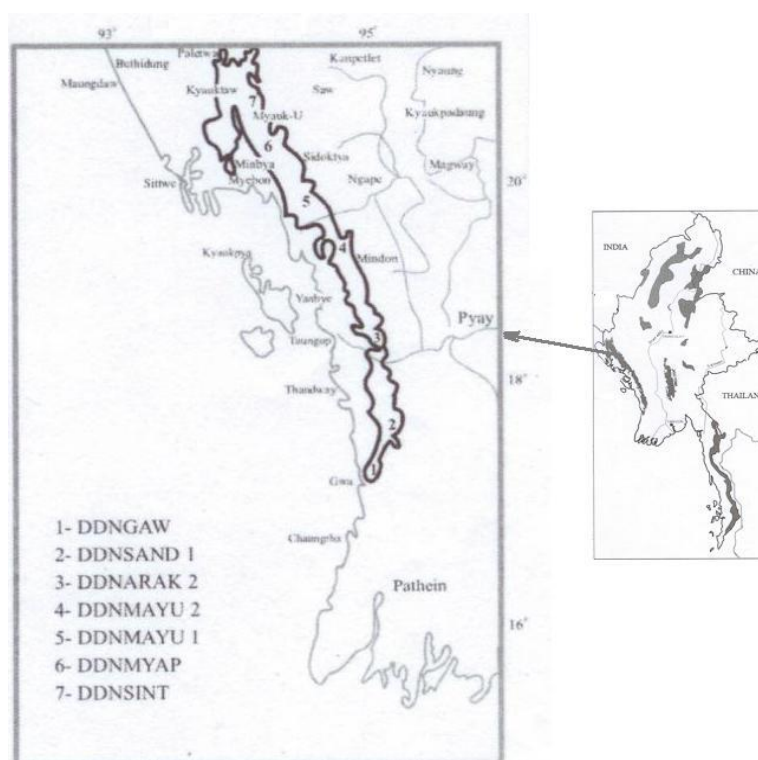 93° 95°
Paletwa
Buthidung Kanpetlet
Nyaung
Maungdaw
Kyauktaw Saw
7
Myauk-U Kyaukpadaung
6
Sidoktya
Minbya Magway
Sittwe Myebon Ngape 20°
5
4
Kyaukpyu Mindon
Yanbye
Pyay
3
Taungup
18°
Thandway
2
1
Gwa
Chaungtha
Pathein
16°
1- DDNGAW
2- DDNSAND 1
3- DDNARAK 2
4- DDNMAYU 2
5- DDNMAYU 1
6- DDNMYAP
7- DDNSINT
INDIA
CHINA
THAILAN